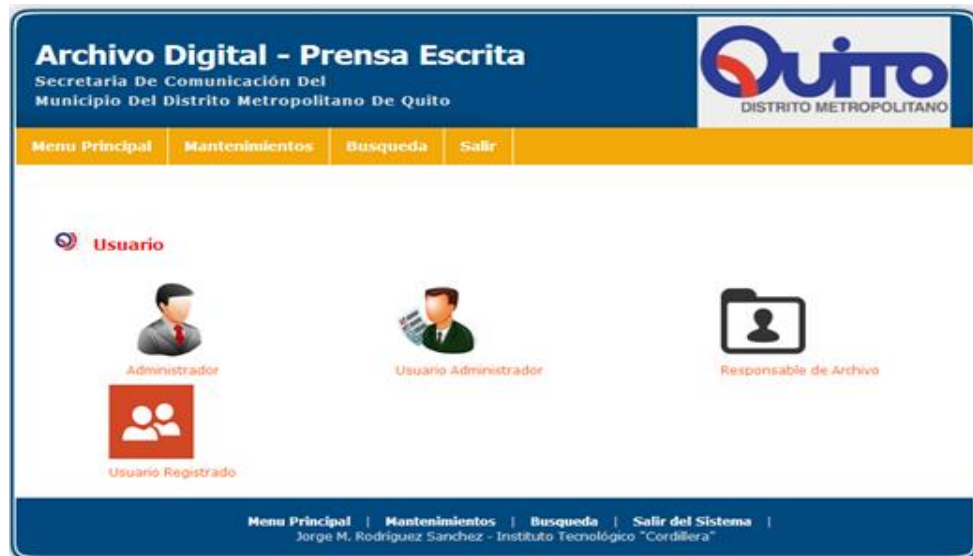 Archivo Digital - Prensa Escrita
Secretaria De Comunicación Del
Municipio Del Distrito Metropolitano De Quito
QUITO
DISTRITO METROPOLITANO
Menu Principal Mantenimientos Busqueda Salir
Usuario
Administrador Usuario Administrador Responsable de Archivo
Usuario Registrado
Menu Principal | Mantenimientos | Busqueda | Salir del Sistema |
Jorge M. Rodriguez Sanchez - Instituto Tecnológico "Cordillera"